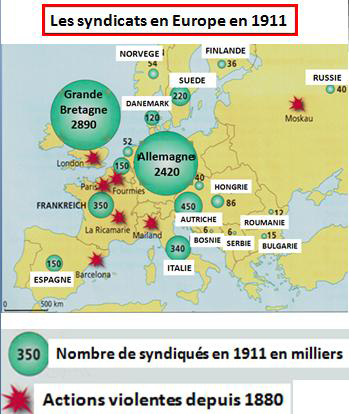 Les syndicats en Europe en 1911
NORVEGE
54
FINLANDE
36
SUEDE
220
RUSSIE
40
Moskau
Grande
Bretagne
2890
DANEMARK
120
52
London
150
Allemagne
2420
Paris
Fourmies
40
HONGRIE
86
FRANKREICH
350
450
AUTRICHE
ROUMANIE
12
La Ricamarie
Mailand
6
BOSNIE
6
SERBIE
15
BULGARIE
340
ITALIE
150
ESPAGNE
Barcelona
0
500 km
350
Nombre de syndiqués en 1911 en milliers
Actions violentes depuis 1880